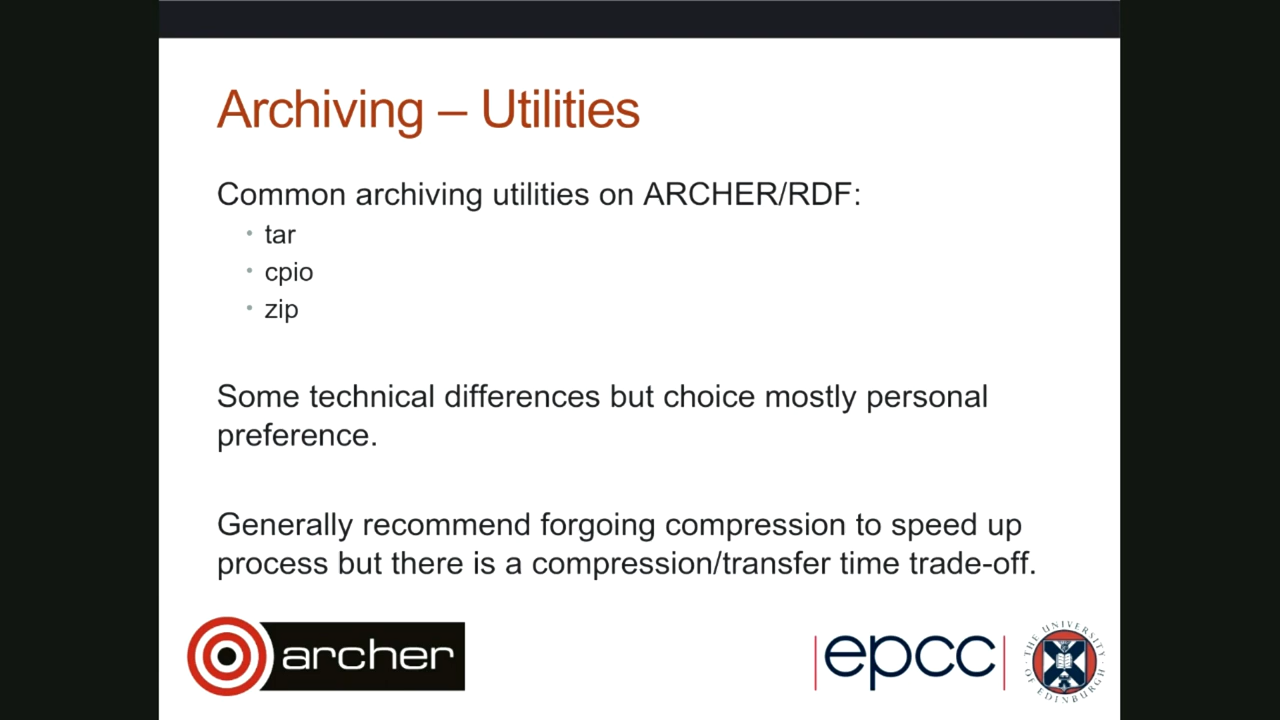 Archiving – Utilities
Common archiving utilities on ARCHER/RDF:
• tar
• cpio
• zip
Some technical differences but choice mostly personal
preference.
Generally recommend forgoing compression to speed up
process but there is a compression/transfer time trade-off.
archer
|epcc|
THE UNIVERSITY
OF EDINBURGH